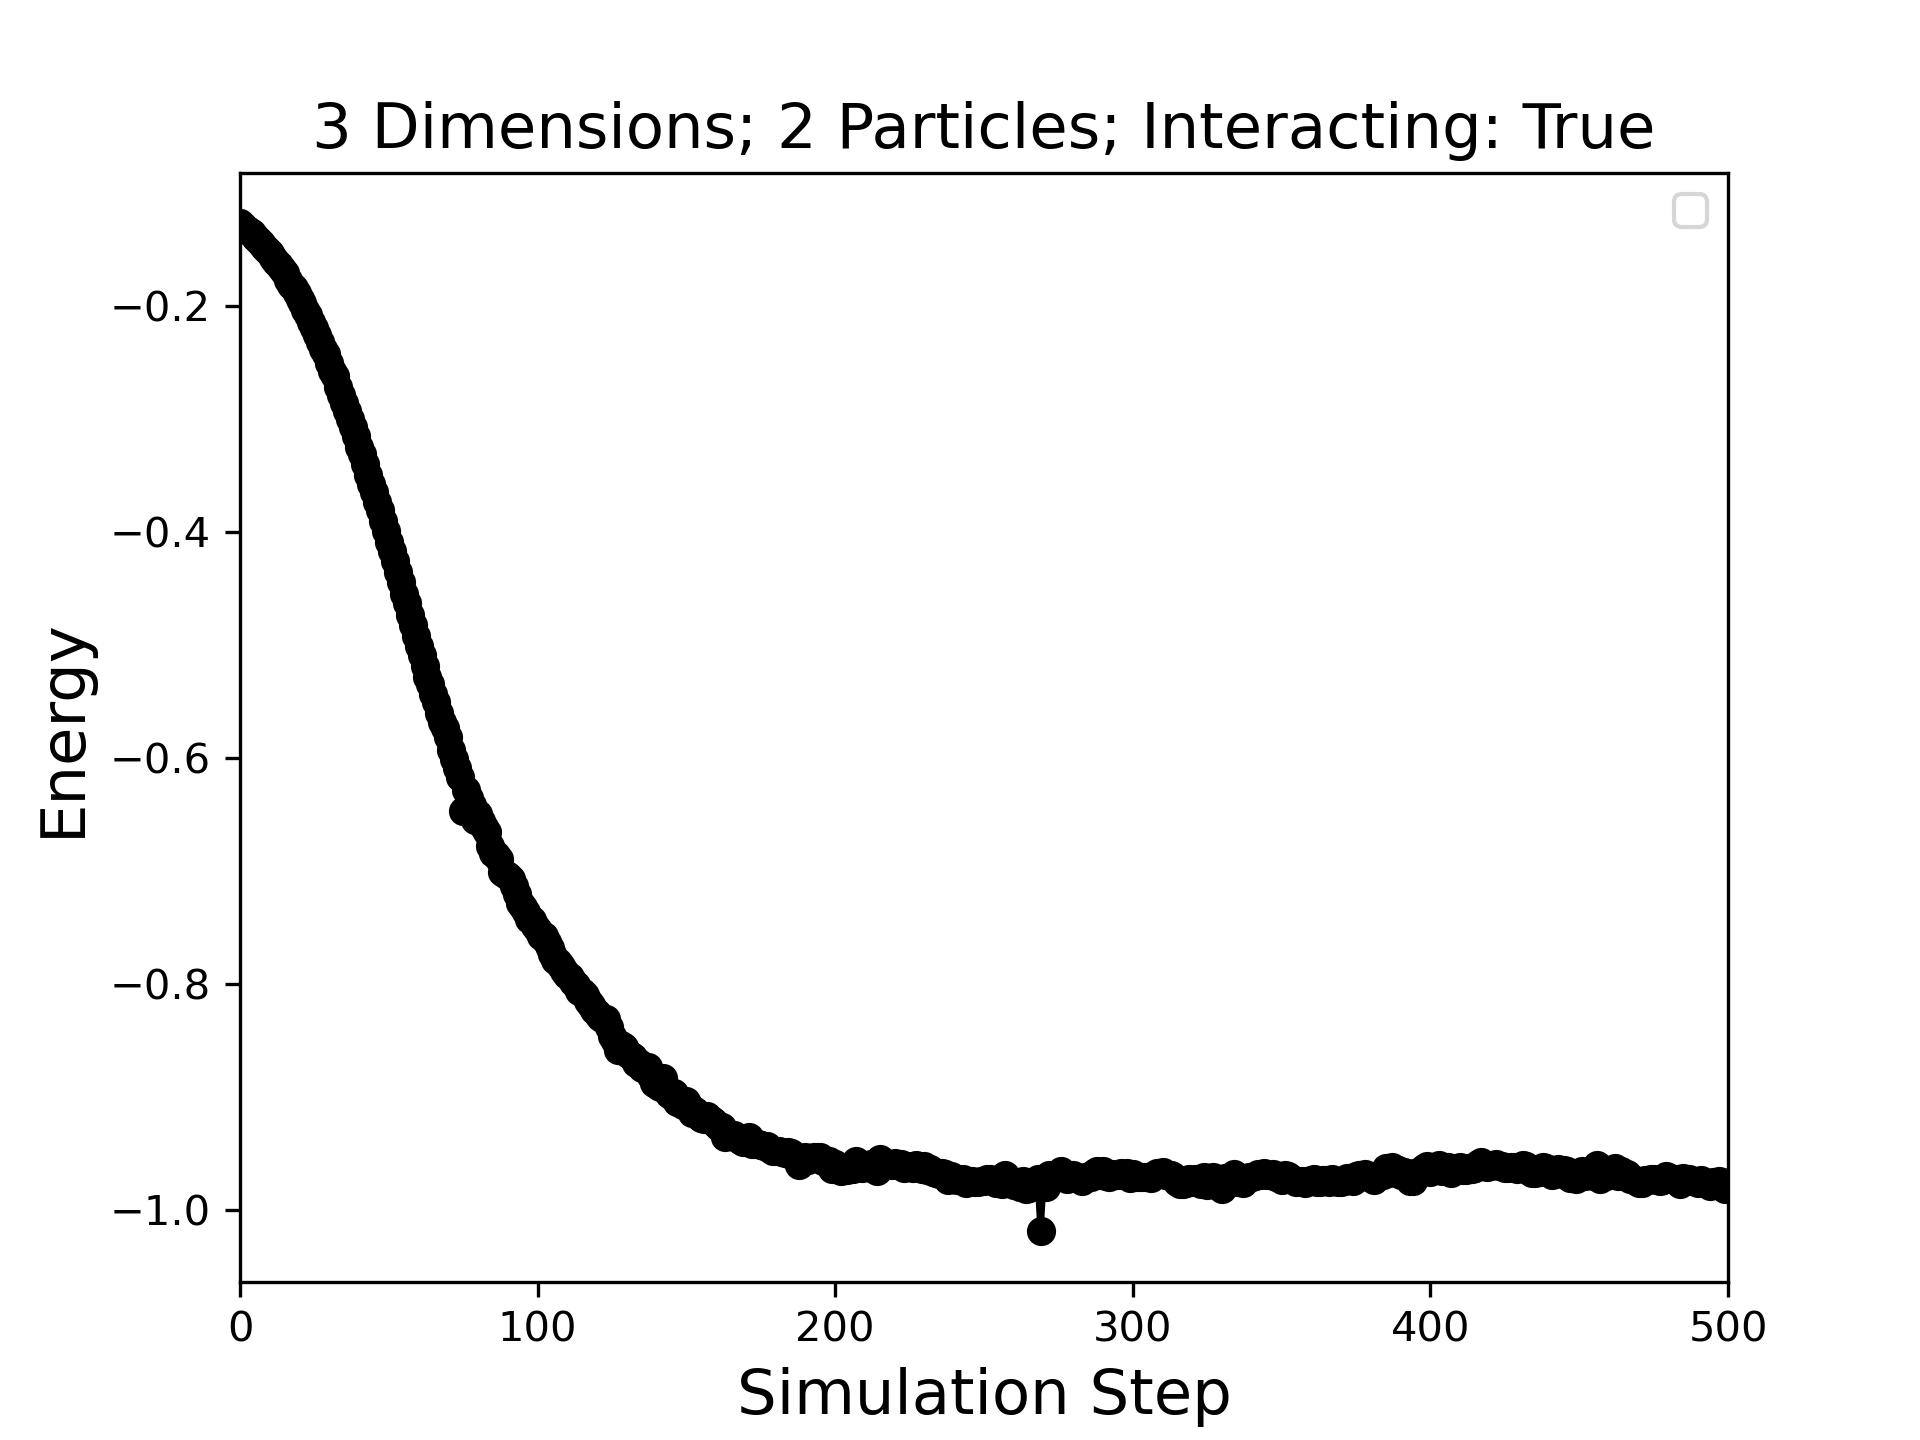 3 Dimensions; 2 Particles; Interacting: True
Energy
−0.2
−0.4
−0.6
−0.8
−1.0
0 100 200 300 400 500
Simulation Step